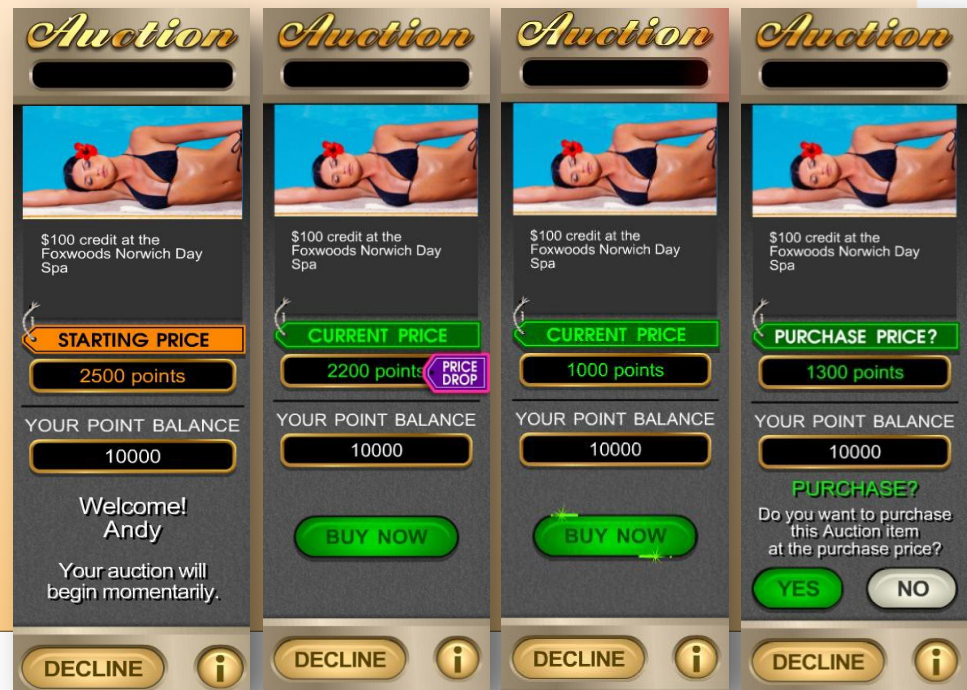 Auction
$100 credit at the
Foxwoods Norwich Day
Spa
STARTING PRICE
2500 points
YOUR POINT BALANCE
10000
Welcome!
Andy
Your auction will
begin momentarily.
DECLINE
i
Auction
$100 credit at the
Foxwoods Norwich Day
Spa
CURRENT PRICE
2200 points
PRICE
DROP
YOUR POINT BALANCE
10000
BUY NOW
DECLINE
i
Auction
$100 credit at the
Foxwoods Norwich Day
Spa
CURRENT PRICE
1000 points
YOUR POINT BALANCE
10000
BUY NOW
DECLINE
i
Auction
$100 credit at the
Foxwoods Norwich Day
Spa
PURCHASE PRICE?
1300 points
YOUR POINT BALANCE
10000
PURCHASE?
Do you want to purchase
this Auction item
at the purchase price?
YES
NO
DECLINE
i